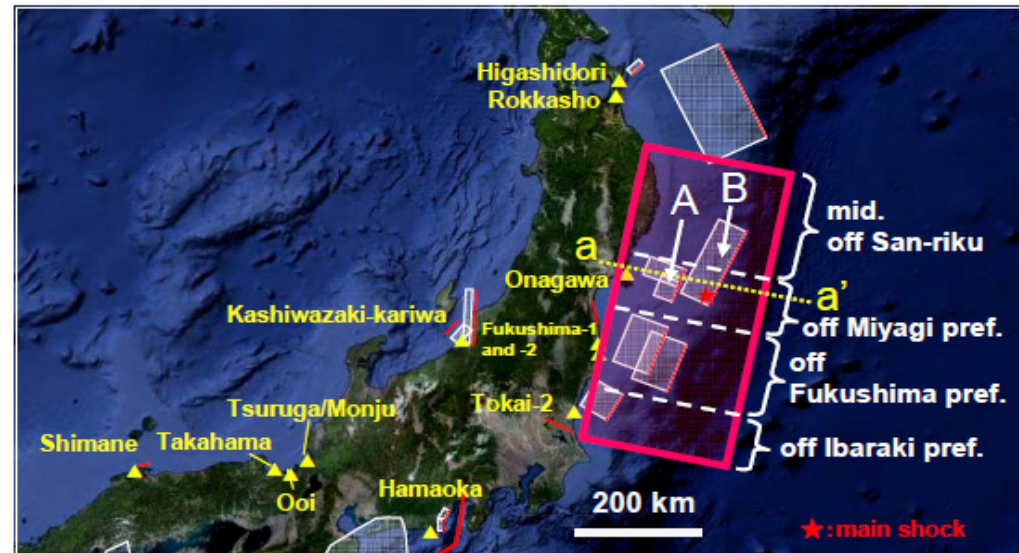 Higashidori
Rokkasho
B
A
mid.
off San-riku
a
Onagawa
a’
Kashiwazaki-kariwa
Fukushima-1
and -2
off Miyagi pref.
off
Fukushima pref.
Tsuruga/Monju
Tokai-2
Shimane
Takahama
off Ibaraki pref.
Ooi
Hamaoka
200 km
★:main shock